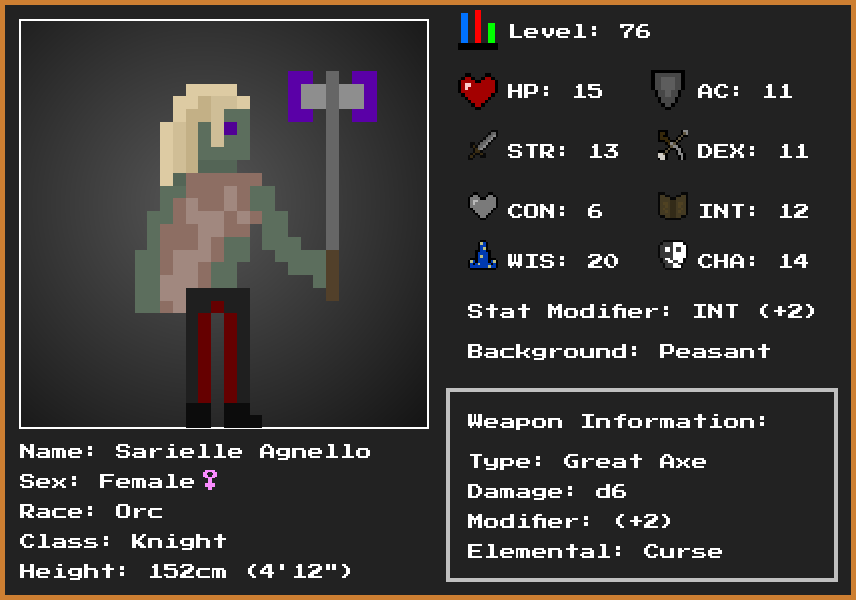 Level: 76
HP: 15
AC: 11
STR: 13
DEX: 11
CON: 6
INT: 12
WIS: 20
CHA: 14
Stat Modifier: INT (+2)
Background: Peasant
Weapon Information:
Type: Great Axe
Damage: d6
Modifier: (+2)
Elemental: Curse
Name: Sarielle Agnello
Sex: Female♀
Race: Orc
Class: Knight
Height: 152cm (4'12")